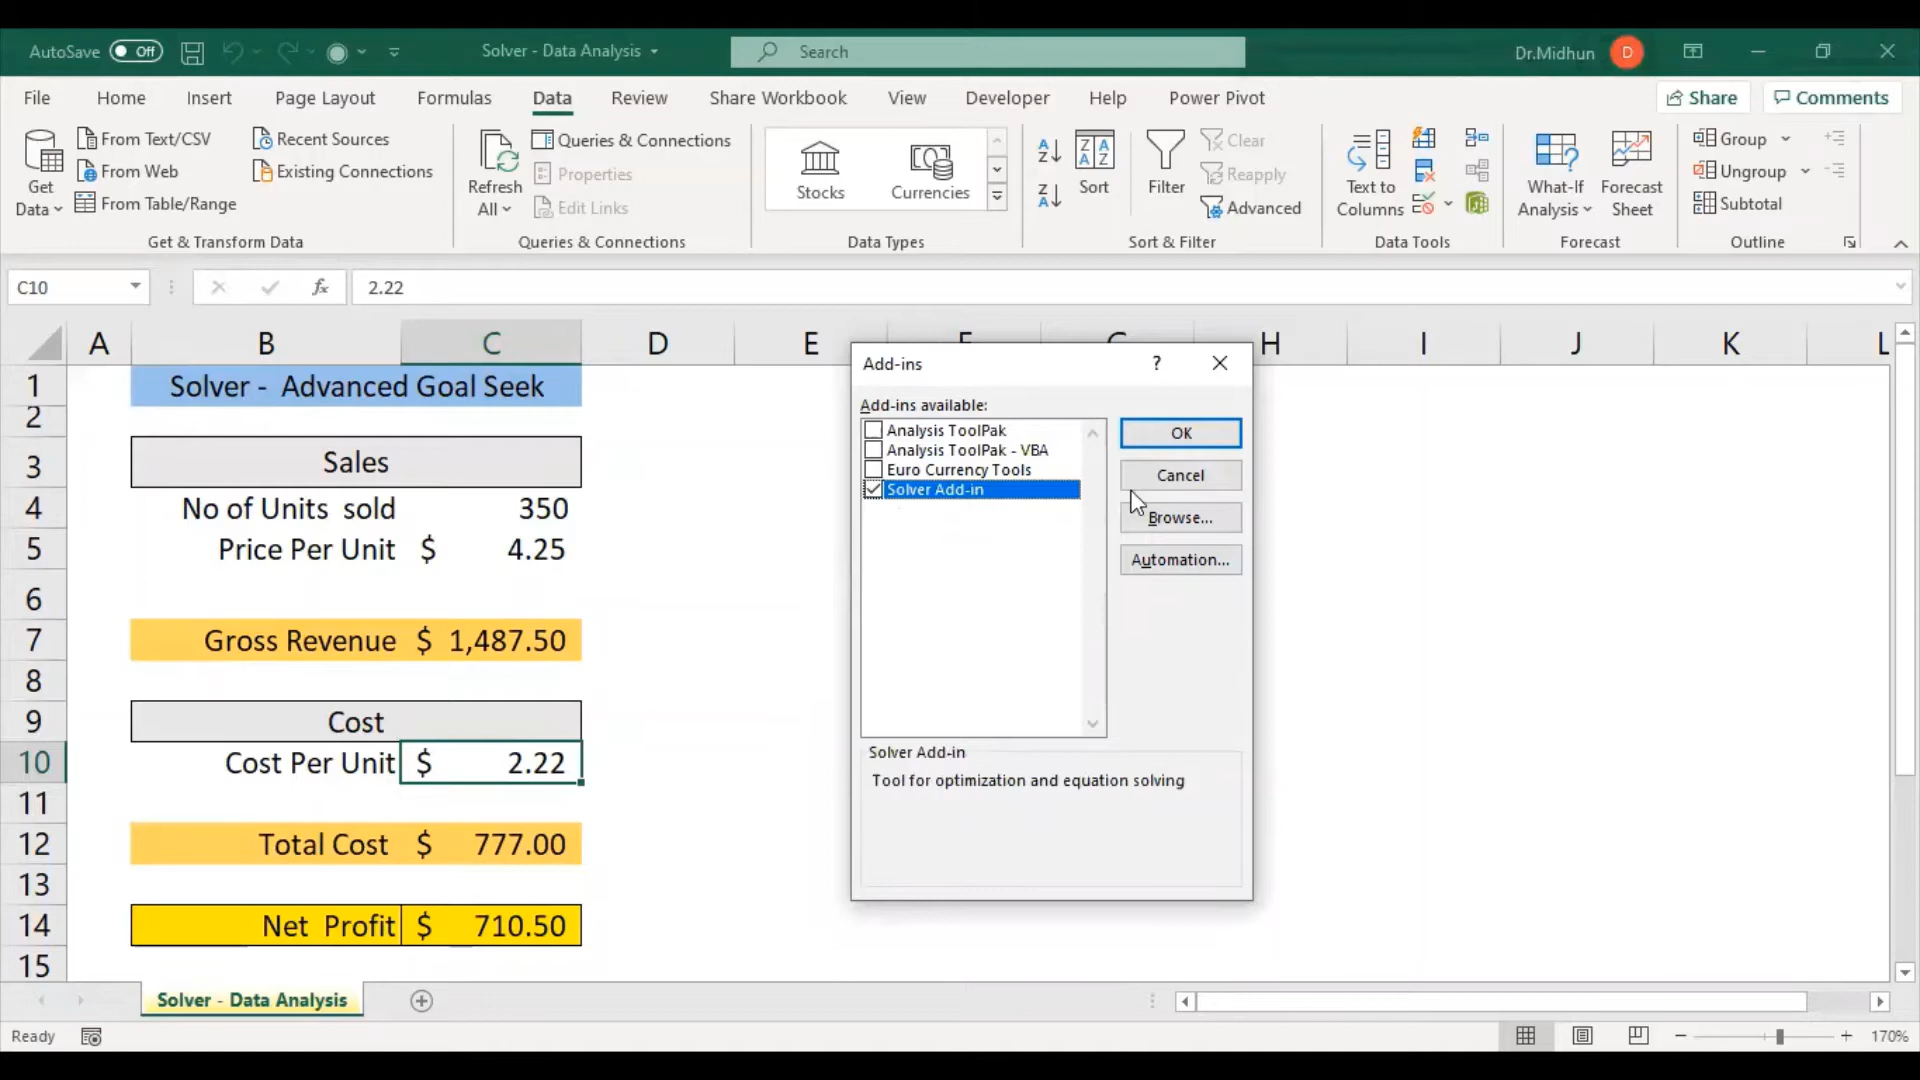 AutoSave Off Solver - Data Analysis Search Dr.Midhun D
File Home Insert Page Layout Formulas Data Review Share Workbook View Developer Help Power Pivot Share Comments
Get Data
From Text/CSV
From Web
From Table/Range
Recent Sources
Existing Connections
Get & Transform Data
Refresh All
Queries & Connections
Properties
Edit Links
Queries & Connections
Stocks
Currencies
Data Types
Sort
Filter
Clear
Reapply
Advanced
Sort & Filter
Text to Columns
Data Tools
What-If Analysis
Forecast Sheet
Forecast
Group
Ungroup
Subtotal
Outline
C10 fx 2.22
A B C D E F G H I J K L
1 Solver - Advanced Goal Seek
2
3 Sales
4 No of Units sold 350
5 Price Per Unit $ 4.25
6
7 Gross Revenue $ 1,487.50
8
9 Cost
10 Cost Per Unit $ 2.22
11
12 Total Cost $ 777.00
13
14 Net Profit $ 710.50
15
Add-ins ?
Add-ins available:
Analysis ToolPak
Analysis ToolPak - VBA
Euro Currency Tools
Solver Add-in
OK
Cancel
Browse...
Automation...
Solver Add-in
Tool for optimization and equation solving
Solver - Data Analysis
Ready 170%